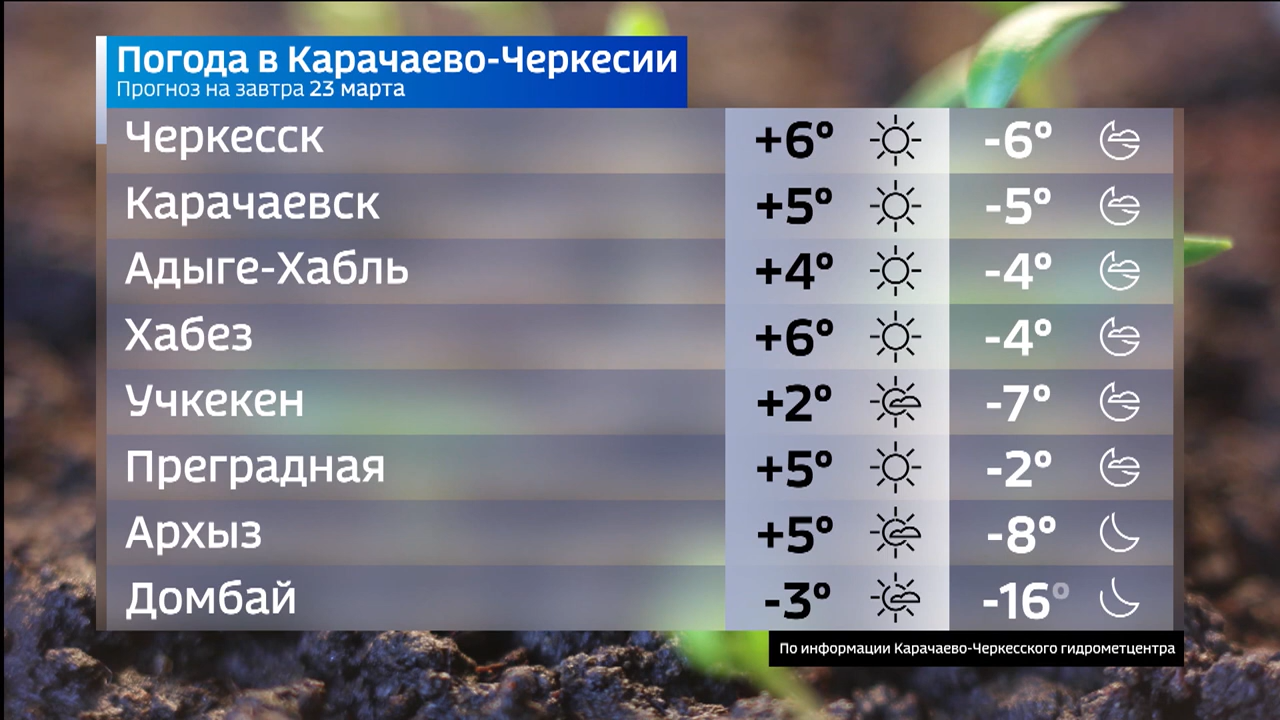 Погода в Карачаево-Черкесии
Прогноз на завтра 23 марта
Черкесск +6° -6°
Карачаевск +5° -5°
Адыге-Хабль +4° -4°
Хабез +6° -4°
Учкекен +2° -7°
Преградная +5° -2°
Архыз +5° -8°
Домбай -3° -16°
По информации Карачаево-Черкесского гидрометцентра